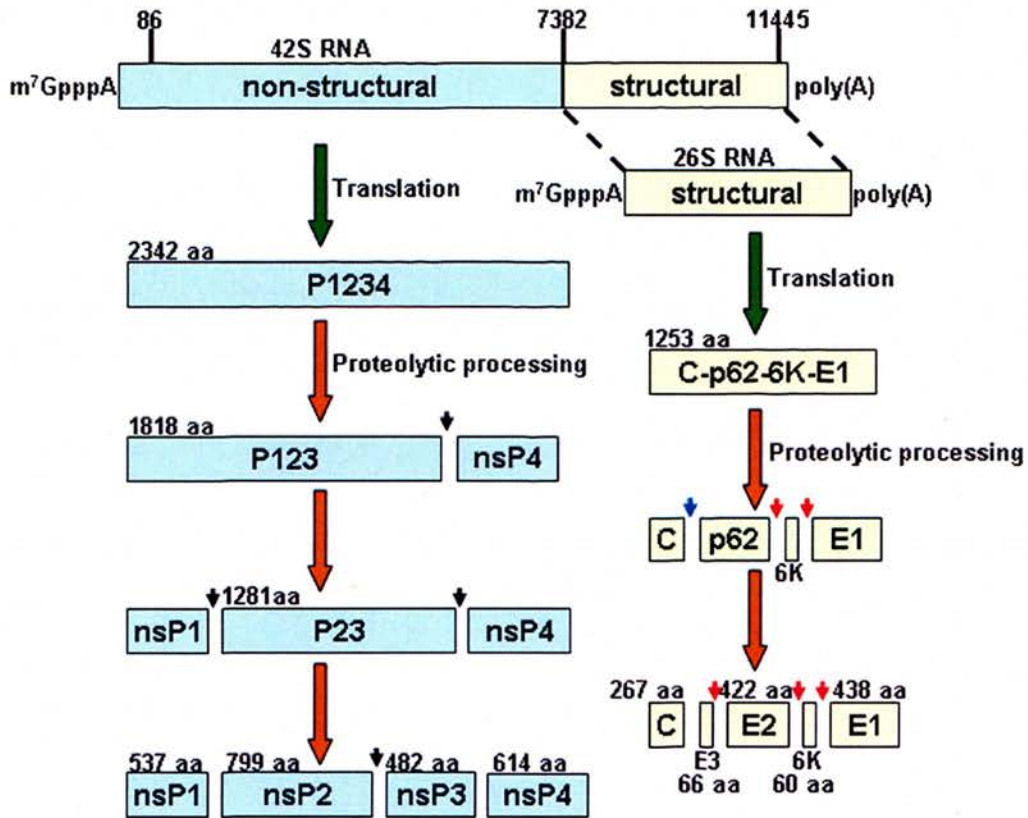 86 7382 11445
42S RNA
m⁷GpppA non-structural structural poly(A)
26S RNA
m⁷GpppA structural poly(A)
Translation
2342 aa
P1234
Translation
Proteolytic processing
1253 aa
C-p62-6K-E1
1818 aa
P123 nsP4
Proteolytic processing
C p62 E1
6K
1281aa
nsP1 P23 nsP4
267 aa 422 aa 438 aa
C E2 E1
E3 6K
66 aa 60 aa
537 aa 799 aa 482 aa 614 aa
nsP1 nsP2 nsP3 nsP4